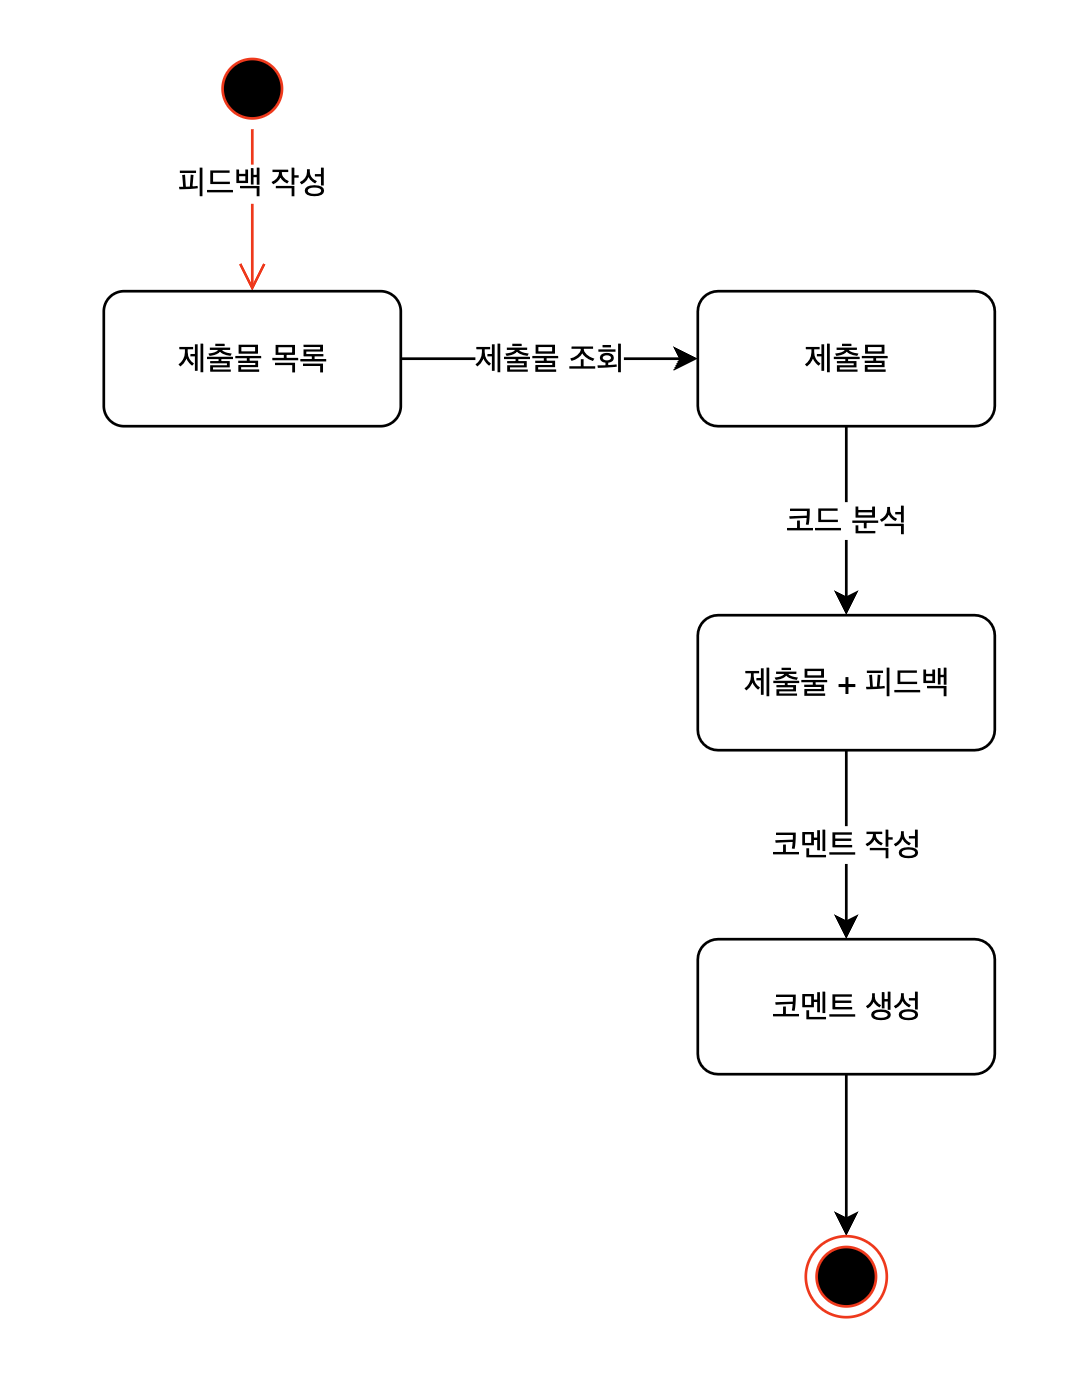 피드백 작성
제출물 목록
제출물 조회
제출물
코드 분석
제출물 + 피드백
코멘트 작성
코멘트 생성